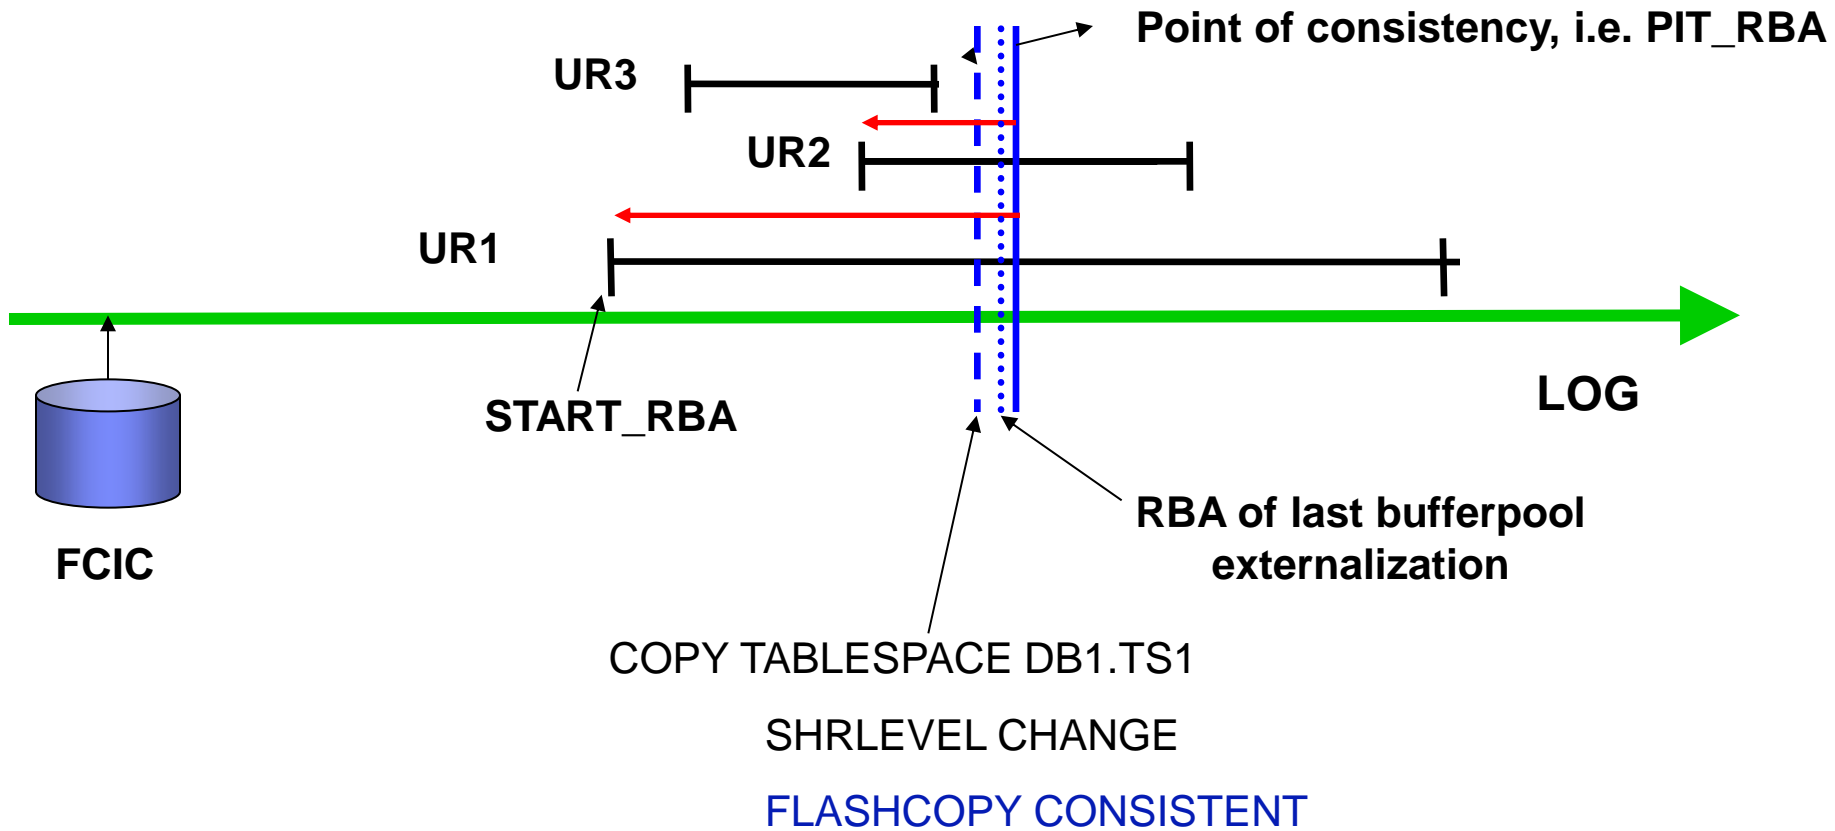 Point of consistency, i.e. PIT_RBA
UR3
UR2
UR1
START_RBA
LOG
RBA of last bufferpool
externalization
FCIC
COPY TABLESPACE DB1.TS1
SHRLEVEL CHANGE
FLASHCOPY CONSISTENT